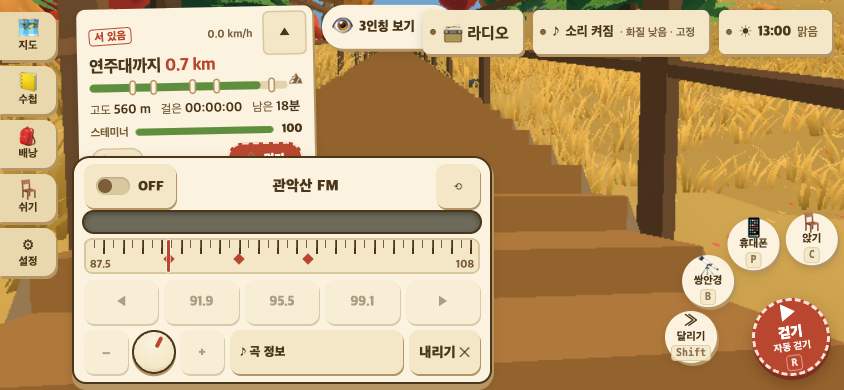 지도
수첩
배낭
쉬기
설정
서 있음
0.0 km/h
▲
연주대까지 0.7 km
고도 560 m 걸은 00:00:00 남은 18분
스테미너 100
3인칭 보기
라디오
♪ 소리 켜짐 · 화질 낮음 · 고정
13:00 맑음
OFF
관악산 FM
87.5
108
◀ 91.9 95.5 99.1 ▶
− +
♪ 곡 정보
내리기 ×
휴대폰
P
앉기
C
쌍안경
B
달리기
Shift
걷기
자동 걷기
R